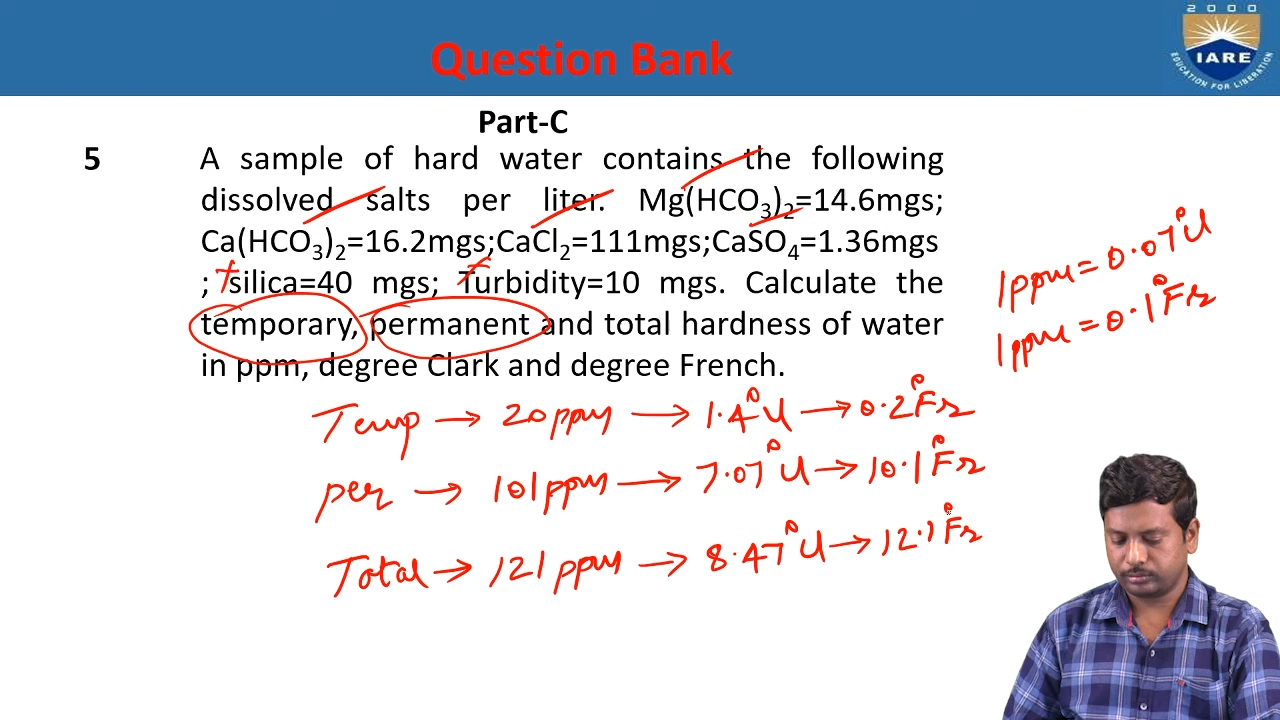 2000
IARE
EDUCATION FOR LIBERATION
Question Bank
Part-C
5 A sample of hard water contains the following
dissolved salts per liter. Mg(HCO₃)₂=14.6mgs;
Ca(HCO₃)₂=16.2mgs;CaCl₂=111mgs;CaSO₄=1.36mgs
; silica=40 mgs; Turbidity=10 mgs. Calculate the
temporary, permanent and total hardness of water
in ppm, degree Clark and degree French.
1ppm = 0.07°Cl
1ppm = 0.1°Fr
Temp → 20ppm → 1.4°Cl → 0.2°Fr
per → 101ppm → 7.07°Cl → 10.1°Fr
Total → 121ppm → 8.47°Cl → 12.1°Fr